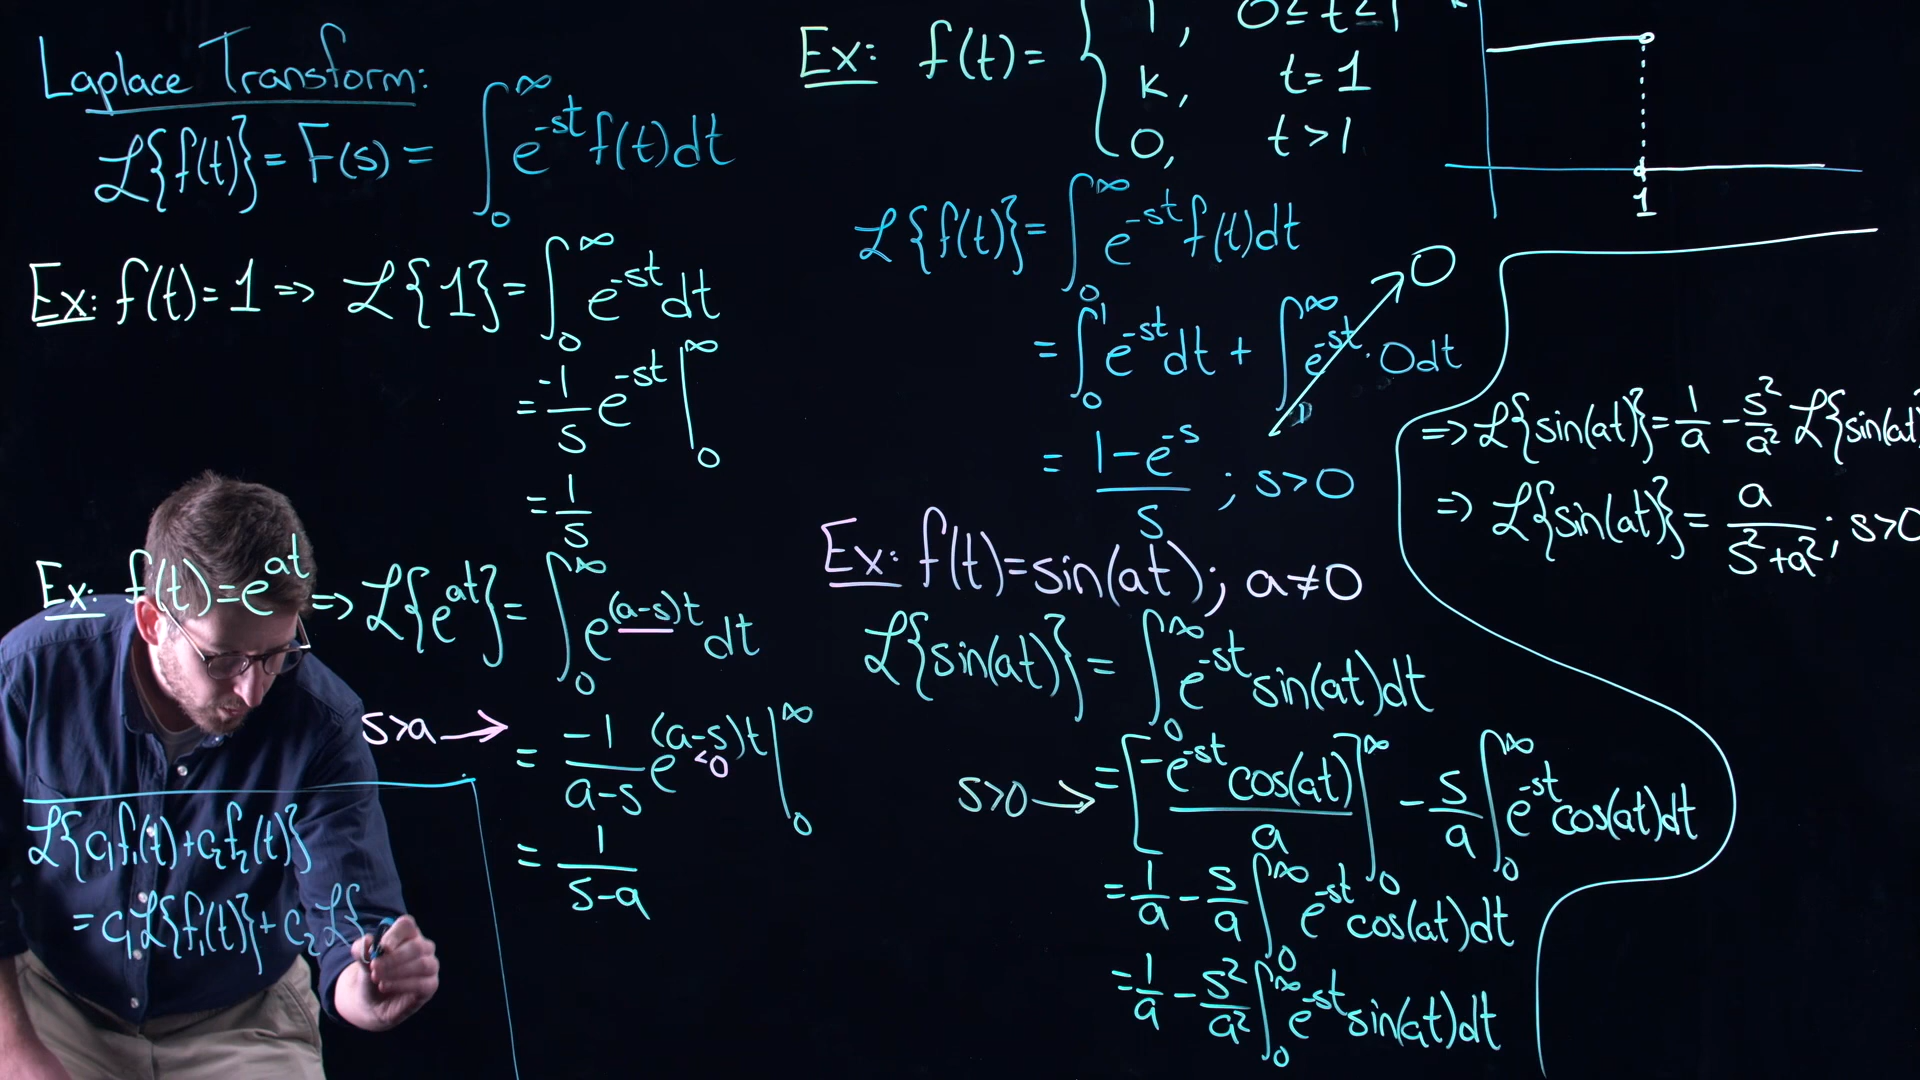 Laplace Transform:
ℒ{f(t)} = F(s) = ∫₀^∞ e^{-st} f(t)dt
Ex: f(t)=1 => ℒ{1} = ∫₀^∞ e^{-st} dt
= -1/s e^{-st} |₀^∞
= 1/s
Ex: f(t)=e^{at} => ℒ{e^{at}} = ∫₀^∞ e^{(a-s)t} dt
s>a → = -1/(a-s) e^{(a-s)t} |₀^∞
<0
= 1/(s-a)
ℒ{c₁f₁(t)+c₂f₂(t)}
= c₁ℒ{f₁(t)}+ c₂ℒ{
Ex: f(t) = { 1, 0≤t≤1
k, t=1
0, t>1
1
ℒ{f(t)} = ∫₀^∞ e^{-st} f(t)dt
= ∫₀^1 e^{-st} dt + ∫₁^∞ e^{-st} · 0dt → 0
= (1-e^{-s})/s ; s>0
Ex: f(t)=sin(at); a≠0
ℒ{sin(at)} = ∫₀^∞ e^{-st} sin(at)dt
s>0 → = [-e^{-st} cos(at)/a]₀^∞ - s/a ∫₀^∞ e^{-st} cos(at)dt
= 1/a - s/a ∫₀^∞ e^{-st} cos(at)dt
= 1/a - s²/a² ∫₀^∞ e^{-st} sin(at)dt
=> ℒ{sin(at)} = 1/a - s²/a² ℒ{sin(at)
=> ℒ{sin(at)} = a/(s²+a²) ; s>0